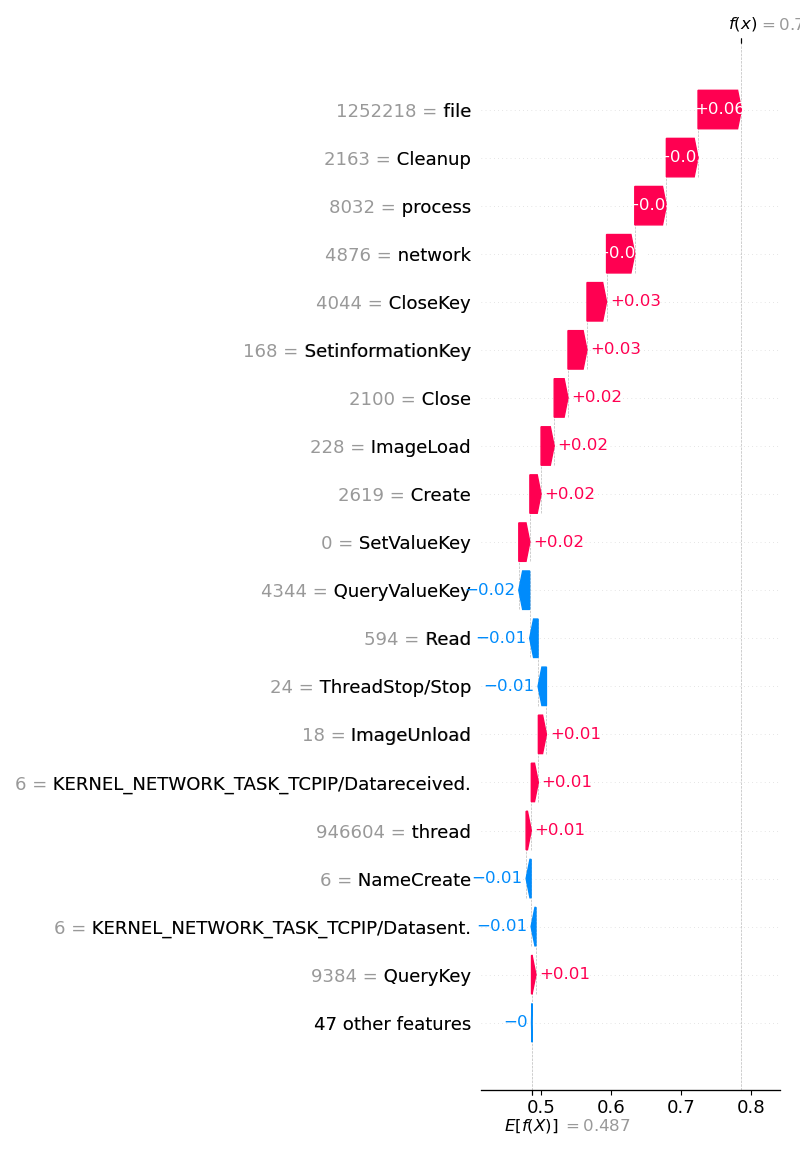 f(x) = 0.7
1252218 = file +0.06
2163 = Cleanup +0.0
8032 = process +0.0
4876 = network +0.0
4044 = CloseKey +0.03
168 = SetinformationKey +0.03
2100 = Close +0.02
228 = ImageLoad +0.02
2619 = Create +0.02
0 = SetValueKey +0.02
4344 = QueryValueKey −0.02
594 = Read −0.01
24 = ThreadStop/Stop −0.01
18 = ImageUnload +0.01
6 = KERNEL_NETWORK_TASK_TCPIP/Datareceived. +0.01
946604 = thread +0.01
6 = NameCreate −0.01
6 = KERNEL_NETWORK_TASK_TCPIP/Datasent. −0.01
9384 = QueryKey +0.01
47 other features −0
0.5 0.6 0.7 0.8
E[f(X)] = 0.487